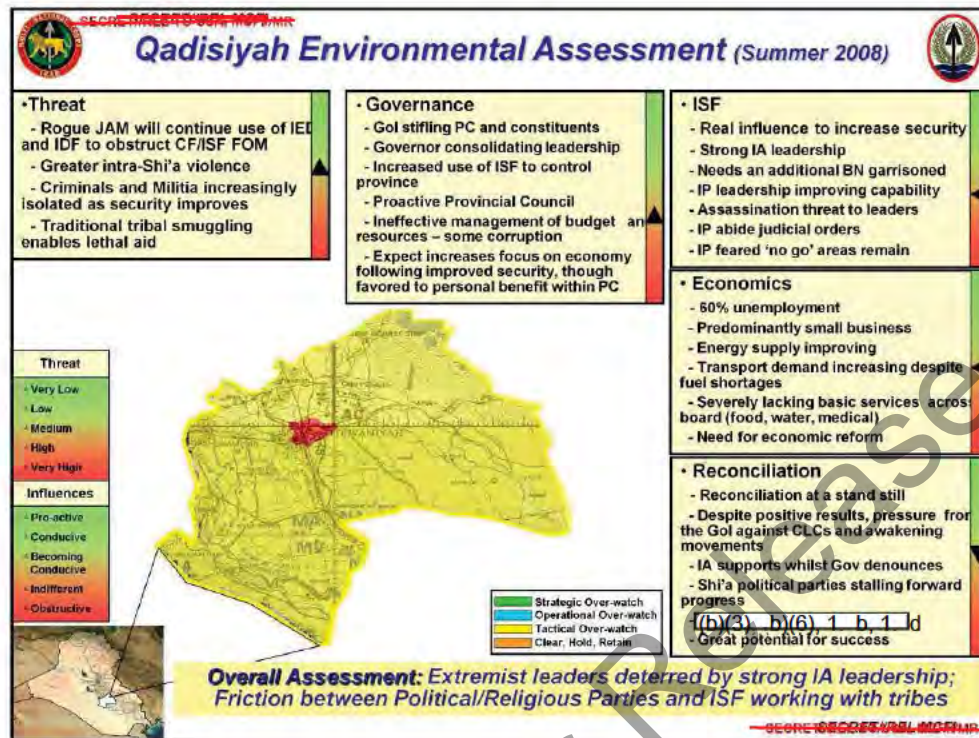 SECRET//REL TO USA, MCFI//MR
Qadisiyah Environmental Assessment (Summer 2008)
•Threat
- Rogue JAM will continue use of IED
and IDF to obstruct CF/ISF FOM
- Greater intra-Shi'a violence
- Criminals and Militia increasingly
isolated as security improves
- Traditional tribal smuggling
enables lethal aid
• Governance
- GoI stifling PC and constituents
- Governor consolidating leadership
- Increased use of ISF to control
province
- Proactive Provincial Council
- Ineffective management of budget and
resources – some corruption
- Expect increases focus on economy
following improved security, though
favored to personal benefit within PC
• ISF
- Real influence to increase security
- Strong IA leadership
- Needs an additional BN garrisoned
- IP leadership improving capability
- Assassination threat to leaders
- IP abide judicial orders
- IP feared 'no go' areas remain
• Economics
- 60% unemployment
- Predominantly small business
- Energy supply improving
- Transport demand increasing despite
fuel shortages
- Severely lacking basic services across
board (food, water, medical)
- Need for economic reform
• Reconciliation
- Reconciliation at a stand still
- Despite positive results, pressure from
the GoI against CLCs and awakening
movements
- IA supports whilst Gov denounces
- Shi'a political parties stalling forward
progress
(b)(3), b)(6), 1 b, 1 d
- Great potential for success
Threat
Very Low
Low
Medium
High
Very High
Influences
Pro-active
Conducive
Becoming
Conducive
Indifferent
Obstructive
Strategic Over-watch
Operational Over-watch
Tactical Over-watch
Clear, Hold, Retain
Overall Assessment: Extremist leaders deterred by strong IA leadership;
Friction between Political/Religious Parties and ISF working with tribes
Release